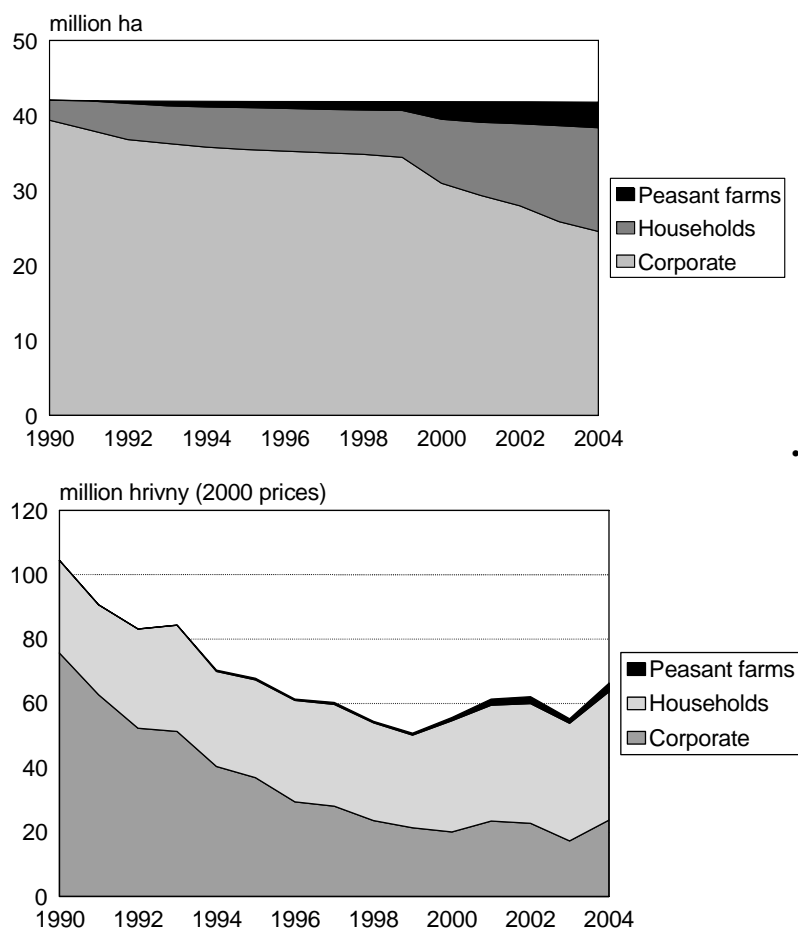 million ha
50
40
30
20
10
0
1990 1992 1994 1996 1998 2000 2002 2004
Peasant farms
Households
Corporate
million hrivny (2000 prices)
120
100
80
60
40
20
0
1990 1992 1994 1996 1998 2000 2002 2004
Peasant farms
Households
Corporate